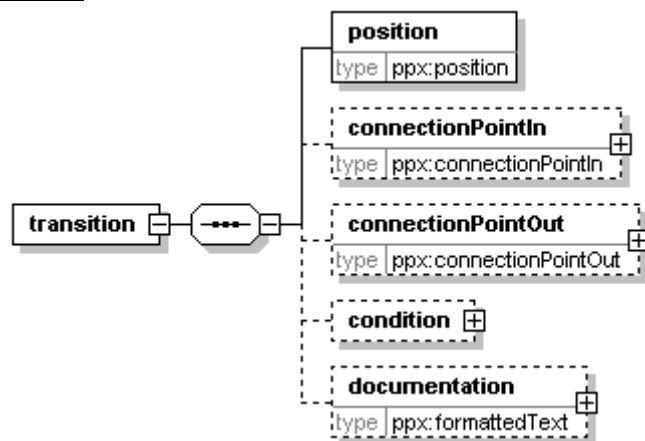 position
type ppx:position
connectionPointIn
type ppx:connectionPointIn
transition
connectionPointOut
type ppx:connectionPointOut
condition
documentation
type ppx:formattedText